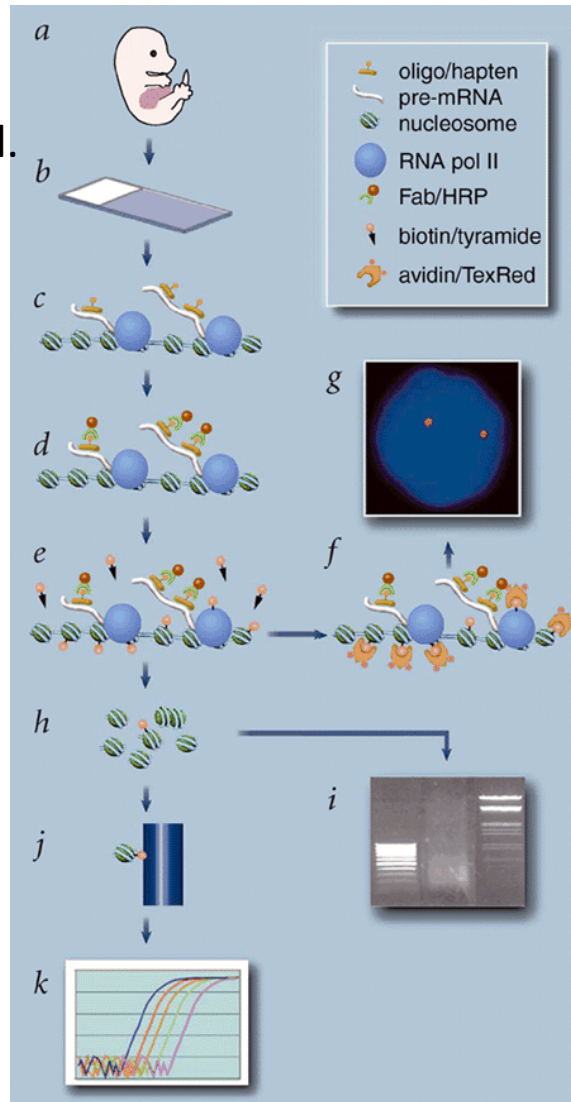 a
oligo/hapten
pre-mRNA
nucleosome
RNA pol II
Fab/HRP
biotin/tyramide
avidin/TexRed
b
c
d
g
e
f
h
i
j
k